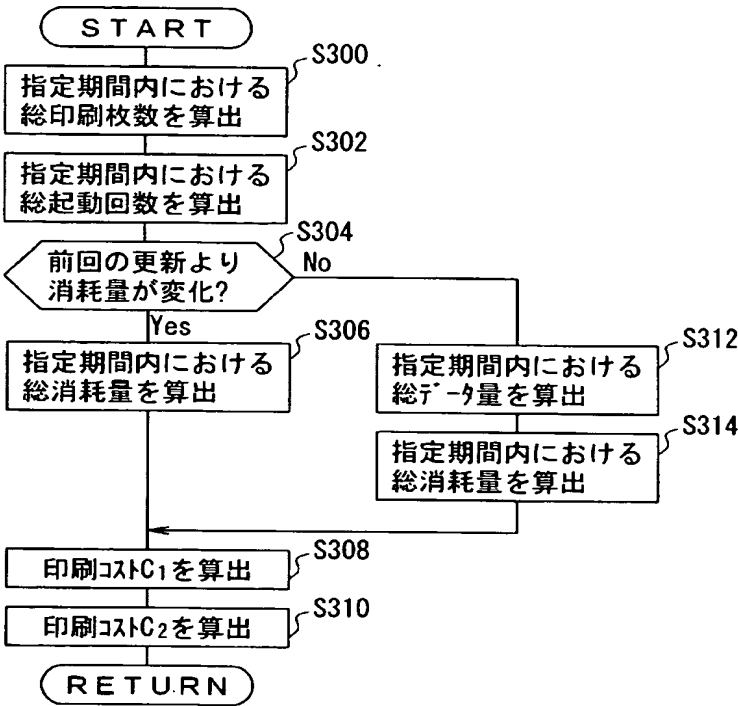 START
S300
指定期間内における
総印刷枚数を算出
S302
指定期間内における
総起動回数を算出
S304
前回の更新より
消耗量が変化?
No
Yes
S306
指定期間内における
総消耗量を算出
S312
指定期間内における
総ﾃﾞｰﾀ量を算出
S314
指定期間内における
総消耗量を算出
S308
印刷ｺｽﾄC₁を算出
S310
印刷ｺｽﾄC₂を算出
RETURN